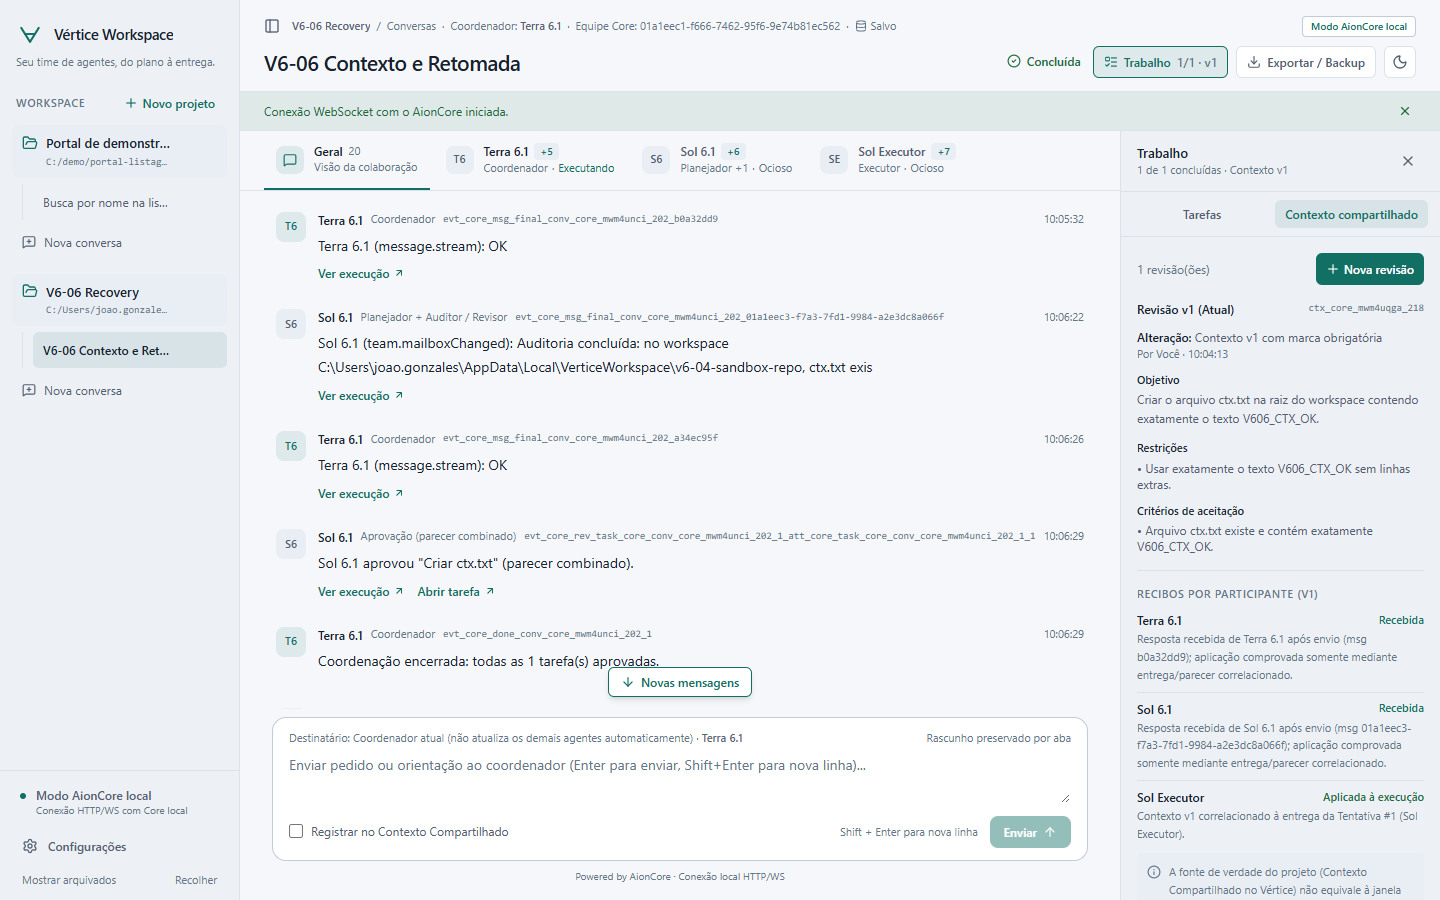 Vértice Workspace
Seu time de agentes, do plano à entrega.
WORKSPACE
+ Novo projeto
Portal de demonstr...
C:/demo/portal-listag…
Busca por nome na lis...
Nova conversa
V6-06 Recovery
C:/Users/joao.gonzale…
V6-06 Contexto e Ret...
Nova conversa
Modo AionCore local
Conexão HTTP/WS com Core local
Configurações
Mostrar arquivados
Recolher
V6-06 Recovery / Conversas · Coordenador: Terra 6.1 · Equipe Core: 01a1eec1-f666-7462-95f6-9e74b81ec562 · Salvo
Modo AionCore local
V6-06 Contexto e Retomada
Concluída
Trabalho 1/1 · v1
Exportar / Backup
Conexão WebSocket com o AionCore iniciada.
Geral 20
Visão da colaboração
T6
Terra 6.1 +5
Coordenador · Executando
S6
Sol 6.1 +6
Planejador +1 · Ocioso
SE
Sol Executor +7
Executor · Ocioso
T6
Terra 6.1 Coordenador evt_core_msg_final_conv_core_mwm4unci_202_b0a32dd9 10:05:32
Terra 6.1 (message.stream): OK
Ver execução ↗
S6
Sol 6.1 Planejador + Auditor / Revisor evt_core_msg_final_conv_core_mwm4unci_202_01a1eec3-f7a3-7fd1-9984-a2e3dc8a066f 10:06:22
Sol 6.1 (team.mailboxChanged): Auditoria concluída: no workspace
C:\Users\joao.gonzales\AppData\Local\VerticeWorkspace\v6-04-sandbox-repo, ctx.txt exis
Ver execução ↗
T6
Terra 6.1 Coordenador evt_core_msg_final_conv_core_mwm4unci_202_a34ec95f 10:06:26
Terra 6.1 (message.stream): OK
Ver execução ↗
S6
Sol 6.1 Aprovação (parecer combinado) evt_core_rev_task_core_conv_core_mwm4unci_202_1_att_core_task_core_conv_core_mwm4unci_202_1_1 10:06:29
Sol 6.1 aprovou "Criar ctx.txt" (parecer combinado).
Ver execução ↗ Abrir tarefa ↗
T6
Terra 6.1 Coordenador evt_core_done_conv_core_mwm4unci_202_1 10:06:29
Coordenação encerrada: todas as 1 tarefa(s) aprovadas.
↓ Novas mensagens
Destinatário: Coordenador atual (não atualiza os demais agentes automaticamente) · Terra 6.1
Rascunho preservado por aba
Enviar pedido ou orientação ao coordenador (Enter para enviar, Shift+Enter para nova linha)...
Registrar no Contexto Compartilhado
Shift + Enter para nova linha
Enviar ↑
Powered by AionCore · Conexão local HTTP/WS
Trabalho
1 de 1 concluídas · Contexto v1
Tarefas
Contexto compartilhado
1 revisão(ões)
+ Nova revisão
Revisão v1 (Atual)
ctx_core_mwm4uqga_218
Alteração: Contexto v1 com marca obrigatória
Por Você · 10:04:13
Objetivo
Criar o arquivo ctx.txt na raiz do workspace contendo
exatamente o texto V606_CTX_OK.
Restrições
• Usar exatamente o texto V606_CTX_OK sem linhas
extras.
Critérios de aceitação
• Arquivo ctx.txt existe e contém exatamente
V606_CTX_OK.
RECIBOS POR PARTICIPANTE (V1)
Terra 6.1
Recebida
Resposta recebida de Terra 6.1 após envio (msg
b0a32dd9); aplicação comprovada somente mediante
entrega/parecer correlacionado.
Sol 6.1
Recebida
Resposta recebida de Sol 6.1 após envio (msg 01a1eec3-
f7a3-7fd1-9984-a2e3dc8a066f); aplicação comprovada
somente mediante entrega/parecer correlacionado.
Sol Executor
Aplicada à execução
Contexto v1 correlacionado à entrega da Tentativa #1 (Sol
Executor).
A fonte de verdade do projeto (Contexto
Compartilhado no Vértice) não equivale à janela